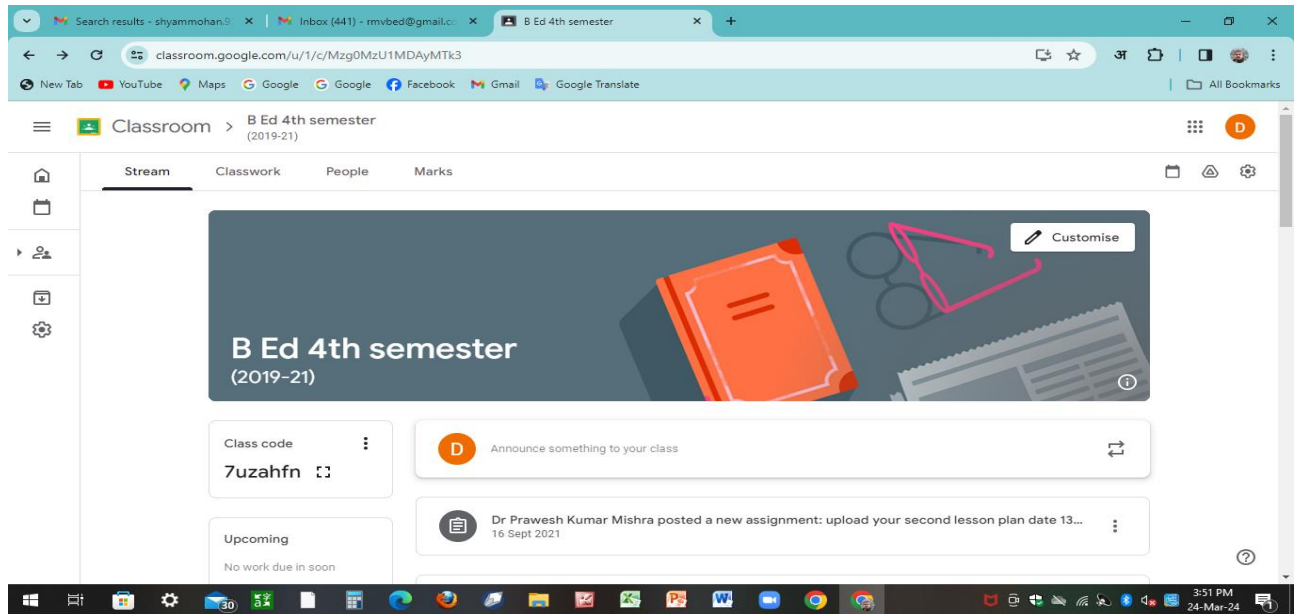 Search results - shyammohan.9
Inbox (441) - rmvbed@gmail.co
B Ed 4th semester
classroom.google.com/u/1/c/Mzg0MzU1MDAyMTk3
अ
New Tab
YouTube
Maps
Google
Google
Facebook
Gmail
Google Translate
All Bookmarks
Classroom > B Ed 4th semester
(2019-21)
D
Stream
Classwork
People
Marks
Customise
B Ed 4th semester
(2019-21)
Class code
7uzahfn
D
Announce something to your class
Dr Prawesh Kumar Mishra posted a new assignment: upload your second lesson plan date 13...
16 Sept 2021
Upcoming
No work due in soon
30
3:51 PM
24-Mar-24